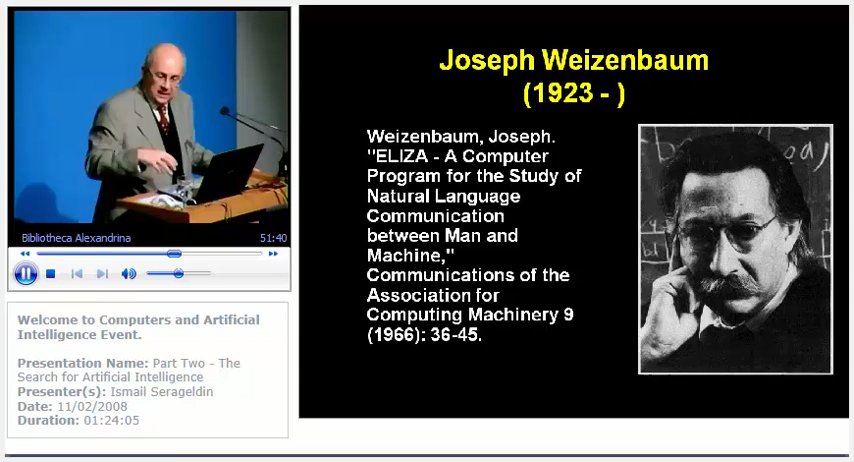 Bibliotheca Alexandrina
51:40
Welcome to Computers and Artificial
Intelligence Event.
Presentation Name: Part Two - The
Search for Artificial Intelligence
Presenter(s): Ismail Serageldin
Date: 11/02/2008
Duration: 01:24:05
Joseph Weizenbaum
(1923 - )
Weizenbaum, Joseph.
"ELIZA - A Computer
Program for the Study of
Natural Language
Communication
between Man and
Machine,"
Communications of the
Association for
Computing Machinery 9
(1966): 36-45.